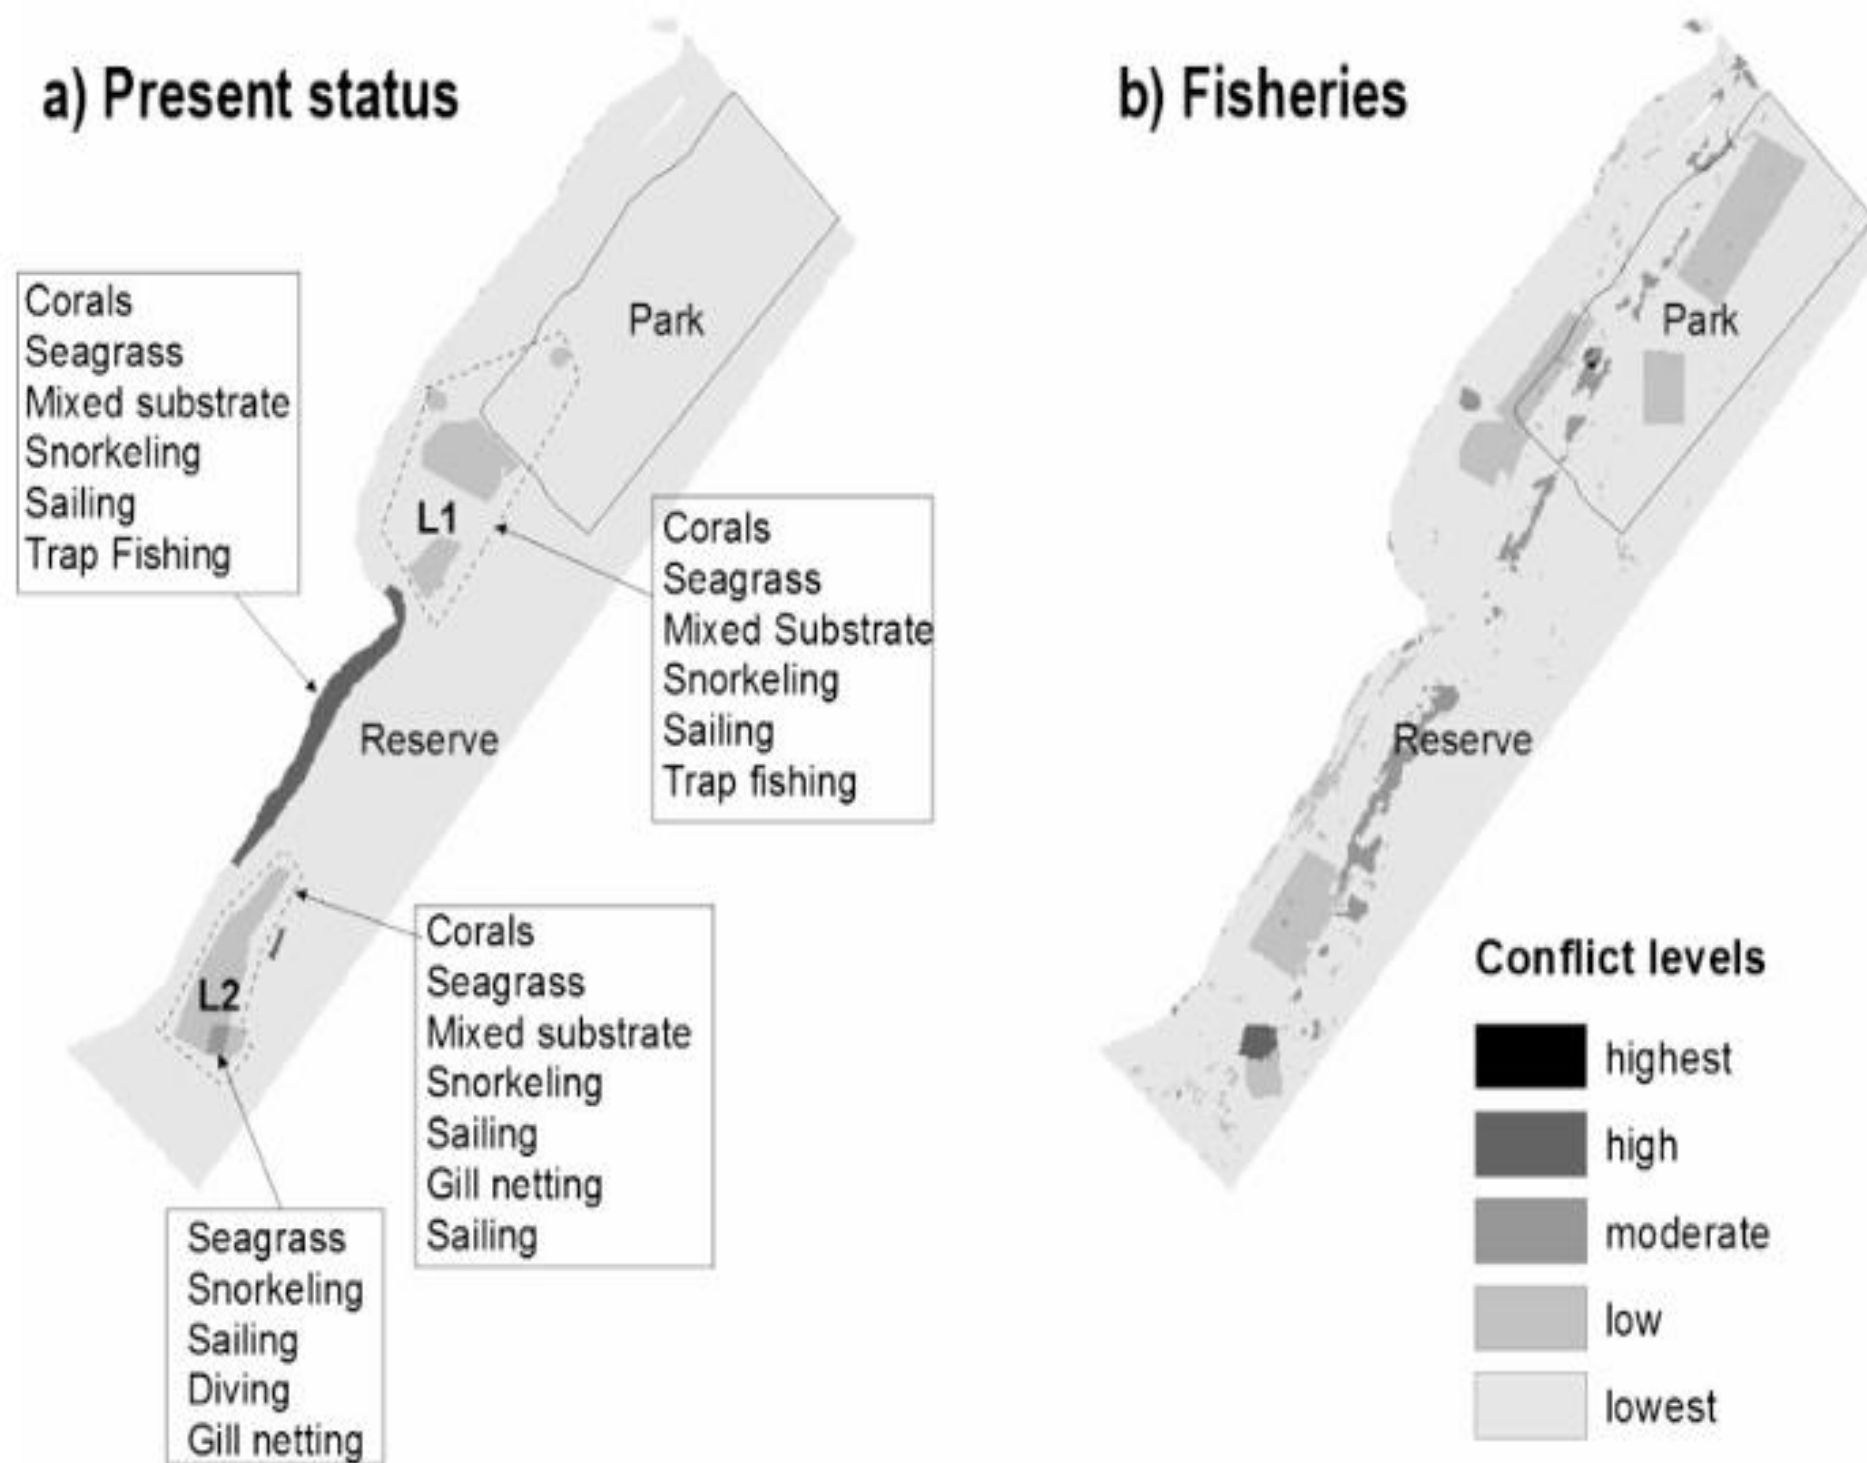 a) Present status
Corals
Seagrass
Mixed substrate
Snorkeling
Sailing
Trap Fishing
Park
L1
Corals
Seagrass
Mixed Substrate
Snorkeling
Sailing
Trap fishing
Reserve
L2
Corals
Seagrass
Mixed substrate
Snorkeling
Sailing
Gill netting
Sailing
Seagrass
Snorkeling
Sailing
Diving
Gill netting
b) Fisheries
Park
Reserve
Conflict levels
highest
high
moderate
low
lowest